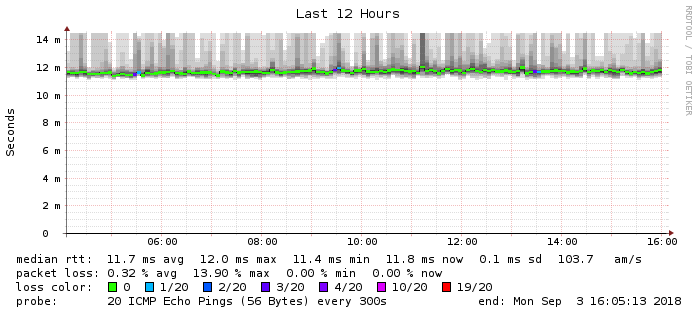 Last 12 Hours
RRDTOOL / TOBI OETIKER
Seconds
14 m
12 m
10 m
8 m
6 m
4 m
2 m
0
06:00 08:00 10:00 12:00 14:00 16:00
median rtt: 11.7 ms avg 12.0 ms max 11.4 ms min 11.8 ms now 0.1 ms sd 103.7 am/s
packet loss: 0.32 % avg 13.90 % max 0.00 % min 0.00 % now
loss color: 0 1/20 2/20 3/20 4/20 10/20 19/20
probe: 20 ICMP Echo Pings (56 Bytes) every 300s end: Mon Sep 3 16:05:13 2018